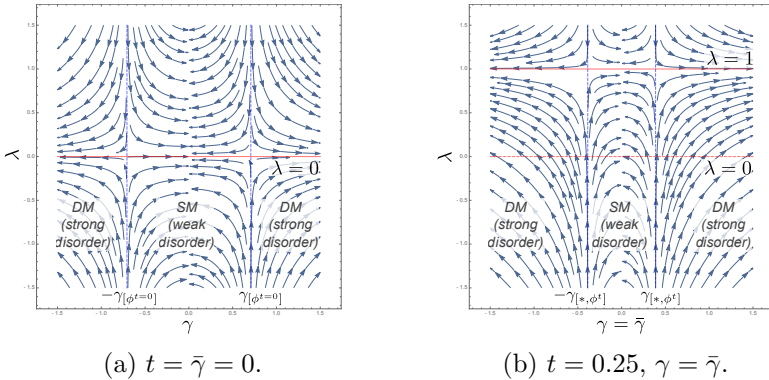 1.5
1.0
0.5
0.0
-0.5
-1.0
-1.5
-1.5
-1.0
-0.5
0.0
0.5
1.0
1.5
λ
λ = 0
DM
(strong
disorder)
SM
(weak
disorder)
DM
(strong
disorder)
−γ[ϕᵗ⁼⁰]
γ[ϕᵗ⁼⁰]
γ
(a) t = γ̄ = 0.
1.5
1.0
0.5
0.0
-0.5
-1.0
-1.5
-1.5
-1.0
-0.5
0.0
0.5
1.0
1.5
λ
λ = 1
λ = 0
DM
(strong
disorder)
SM
(weak
disorder)
DM
(strong
disorder)
−γ[*,ϕᵗ]
γ[*,ϕᵗ]
γ = γ̄
(b) t = 0.25, γ = γ̄.